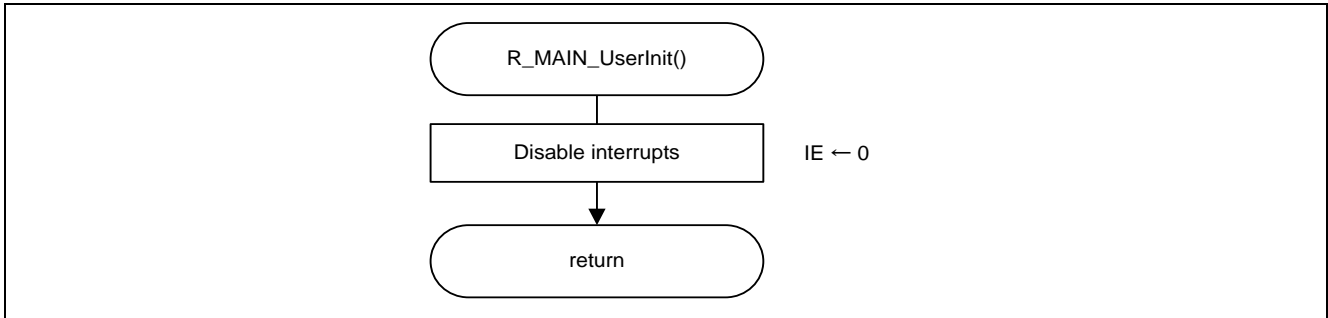 R_MAIN_UserInit()
Disable interrupts
IE ← 0
return